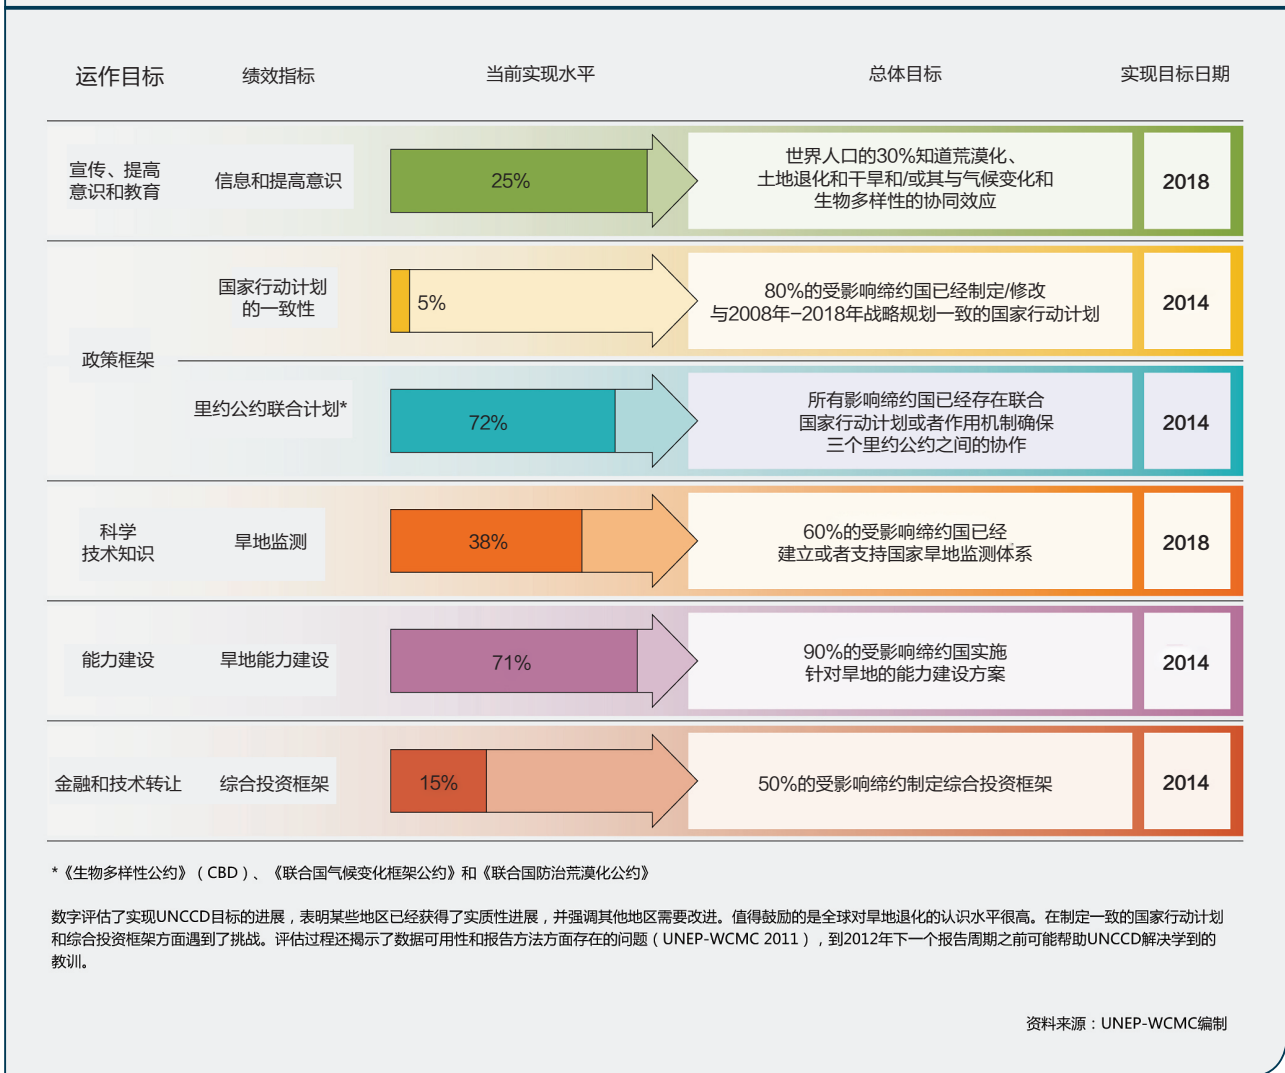 运作目标
绩效指标
当前实现水平
总体目标
实现目标日期
宣传、提高
意识和教育
信息和提高意识
25%
世界人口的30%知道荒漠化、
土地退化和干旱和/或其与气候变化和
生物多样性的协同效应
2018
政策框架
国家行动计划
的一致性
5%
80%的受影响缔约国已经制定/修改
与2008年-2018年战略规划一致的国家行动计划
2014
里约公约联合计划*
72%
所有影响缔约国已经存在联合
国家行动计划或者作用机制确保
三个里约公约之间的协作
2014
科学
技术知识
旱地监测
38%
60%的受影响缔约国已经
建立或者支持国家旱地监测体系
2018
能力建设
旱地能力建设
71%
90%的受影响缔约国实施
针对旱地的能力建设方案
2014
金融和技术转让
综合投资框架
15%
50%的受影响缔约制定综合投资框架
2014
*《生物多样性公约》（CBD）、《联合国气候变化框架公约》和《联合国防治荒漠化公约》
数字评估了实现UNCCD目标的进展，表明某些地区已经获得了实质性进展，并强调其他地区需要改进。值得鼓励的是全球对旱地退化的认识水平很高。在制定一致的国家行动计划
和综合投资框架方面遇到了挑战。评估过程还揭示了数据可用性和报告方法方面存在的问题（UNEP-WCMC 2011），到2012年下一个报告周期之前可能帮助UNCCD解决学到的
教训。
资料来源：UNEP-WCMC编制